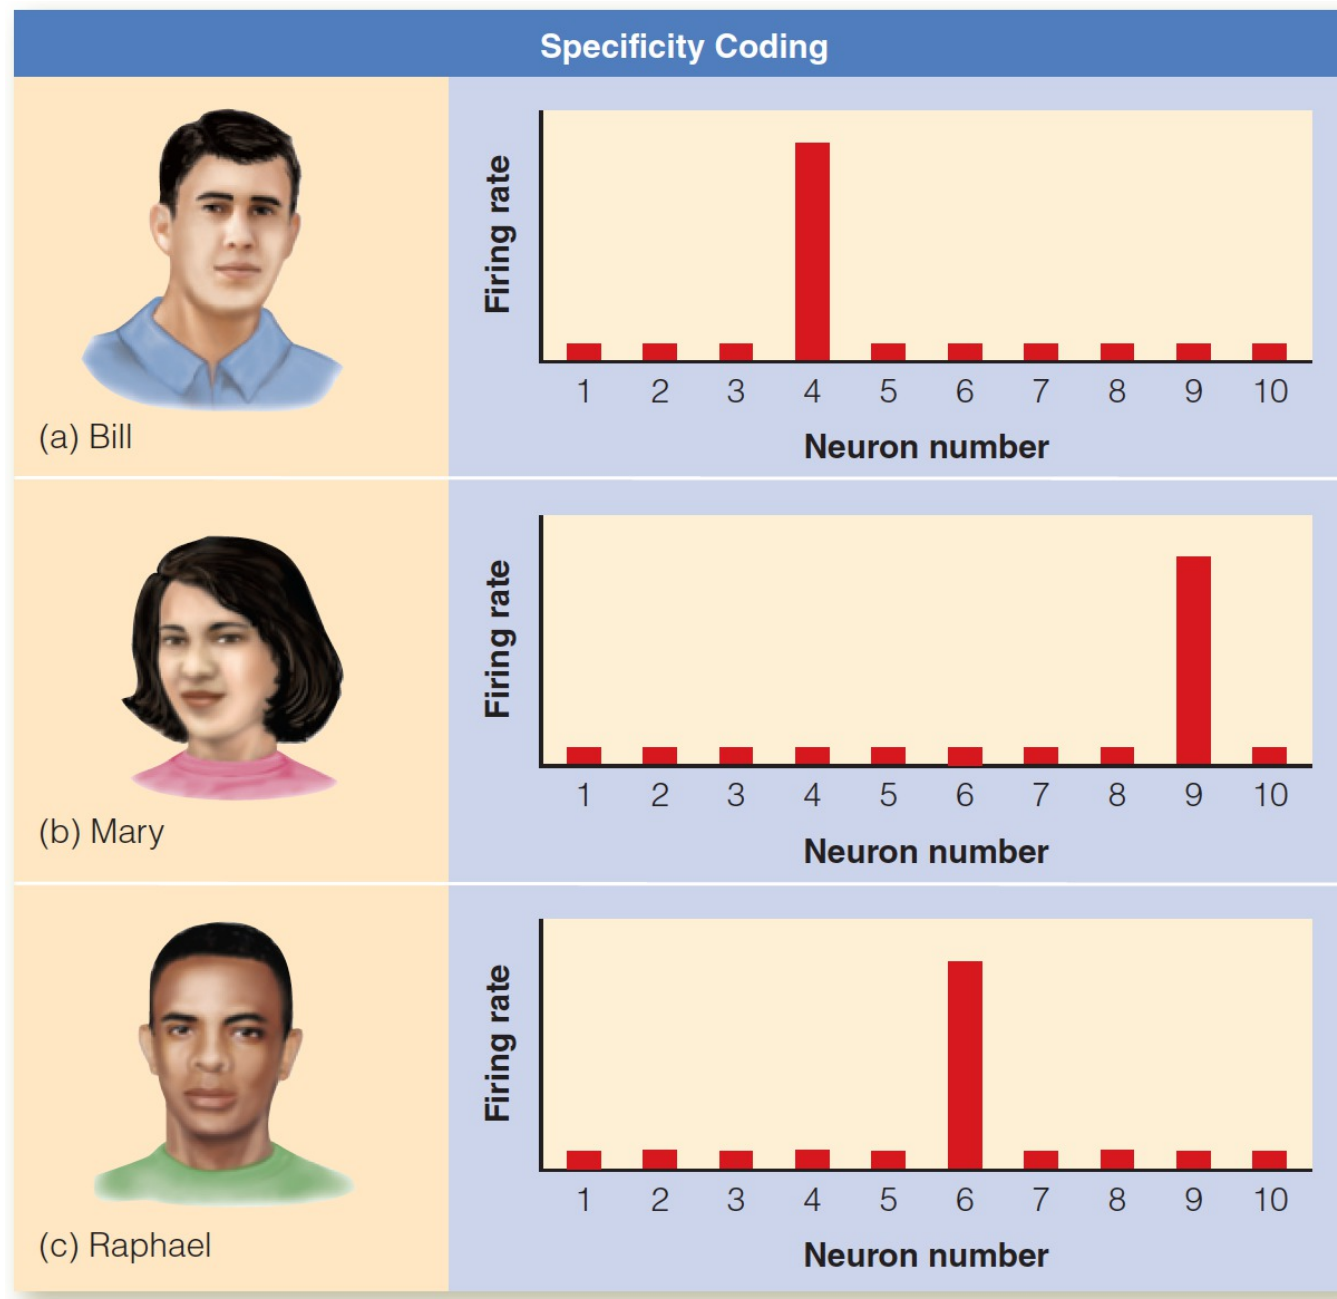 Specificity Coding
Firing rate
1 2 3 4 5 6 7 8 9 10
Neuron number
(a) Bill
Firing rate
1 2 3 4 5 6 7 8 9 10
Neuron number
(b) Mary
Firing rate
1 2 3 4 5 6 7 8 9 10
Neuron number
(c) Raphael